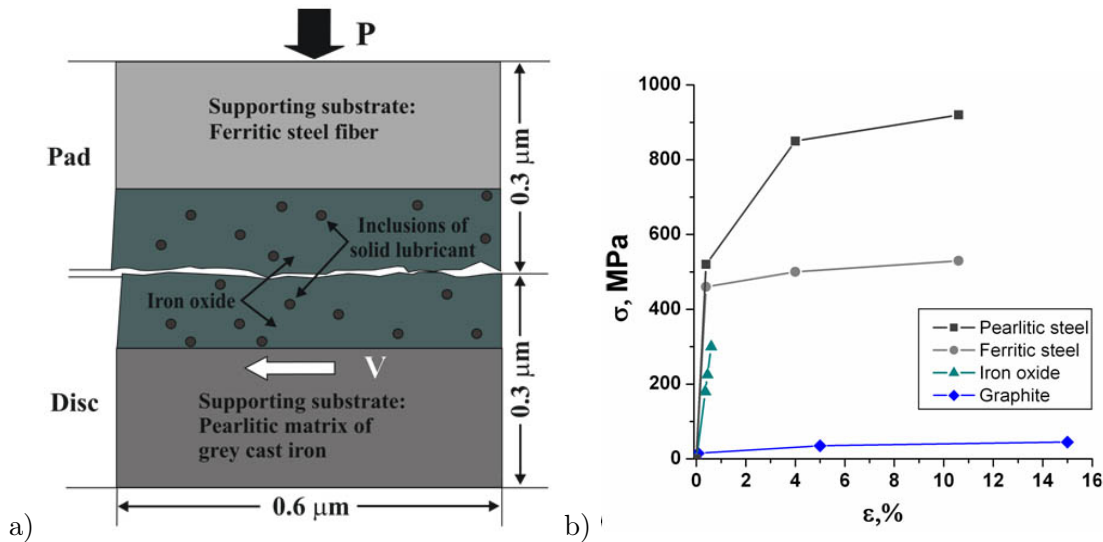 P
Supporting substrate:
Ferritic steel fiber
Pad
0.3 μm
Inclusions of
solid lubricant
Iron oxide
V
Disc
Supporting substrate:
Pearlitic matrix of
grey cast iron
0.3 μm
0.6 μm
a)
1000
800
600
400
200
0
σ, MPa
Pearlitic steel
Ferritic steel
Iron oxide
Graphite
0 2 4 6 8 10 12 14 16
ε,%
b)